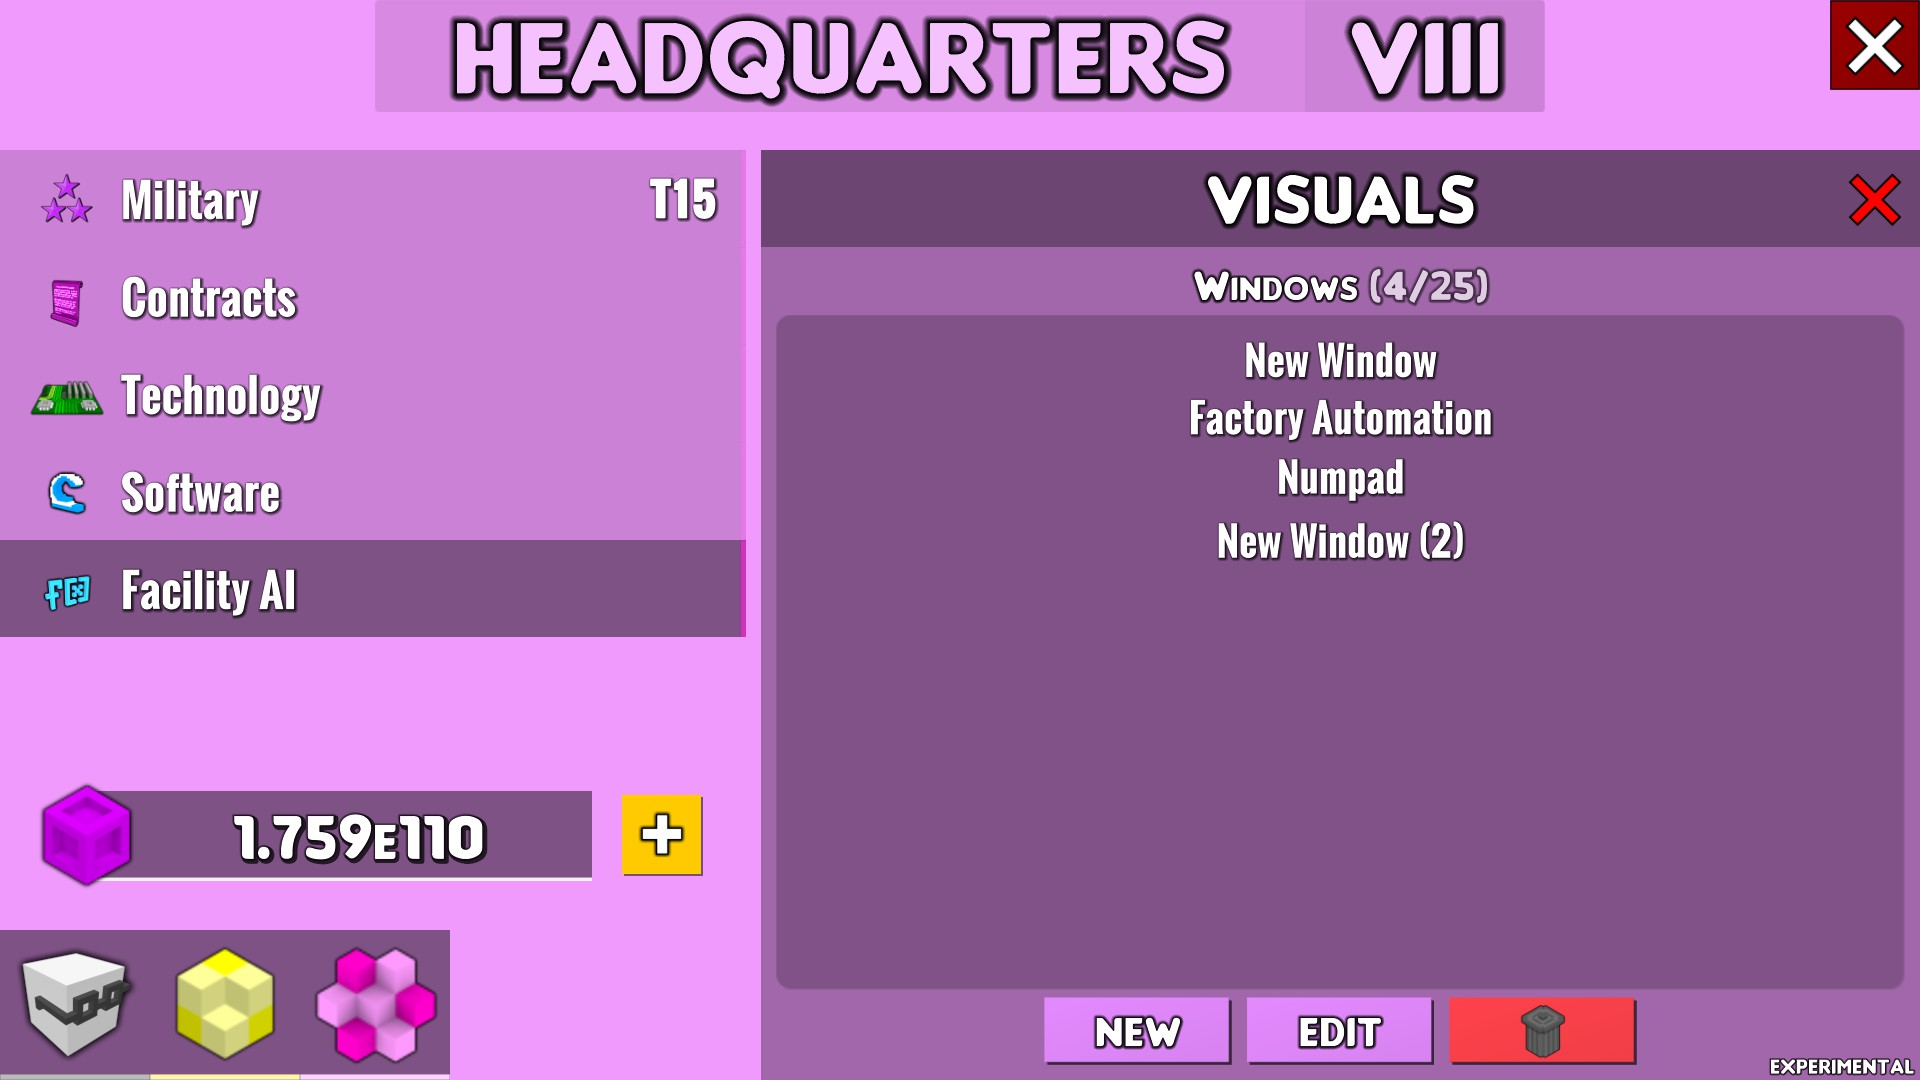 HEADQUARTERS VIII
Military T15
Contracts
Technology
Software
Facility AI
1.759E110
+
VISUALS
WINDOWS (4/25)
New Window
Factory Automation
Numpad
New Window (2)
NEW
EDIT
EXPERIMENTAL